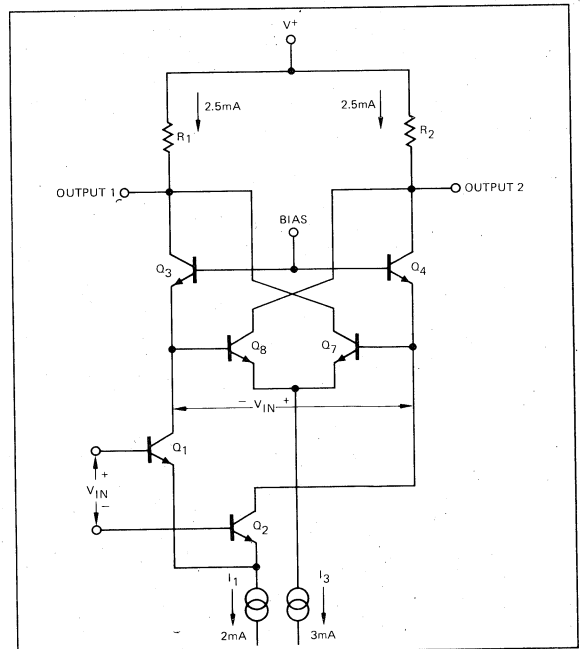 V+
2.5mA
2.5mA
R1
R2
OUTPUT 1
OUTPUT 2
BIAS
Q3
Q4
Q8
Q7
− VIN +
Q1
+
VIN
−
Q2
I1
I3
2mA
3mA